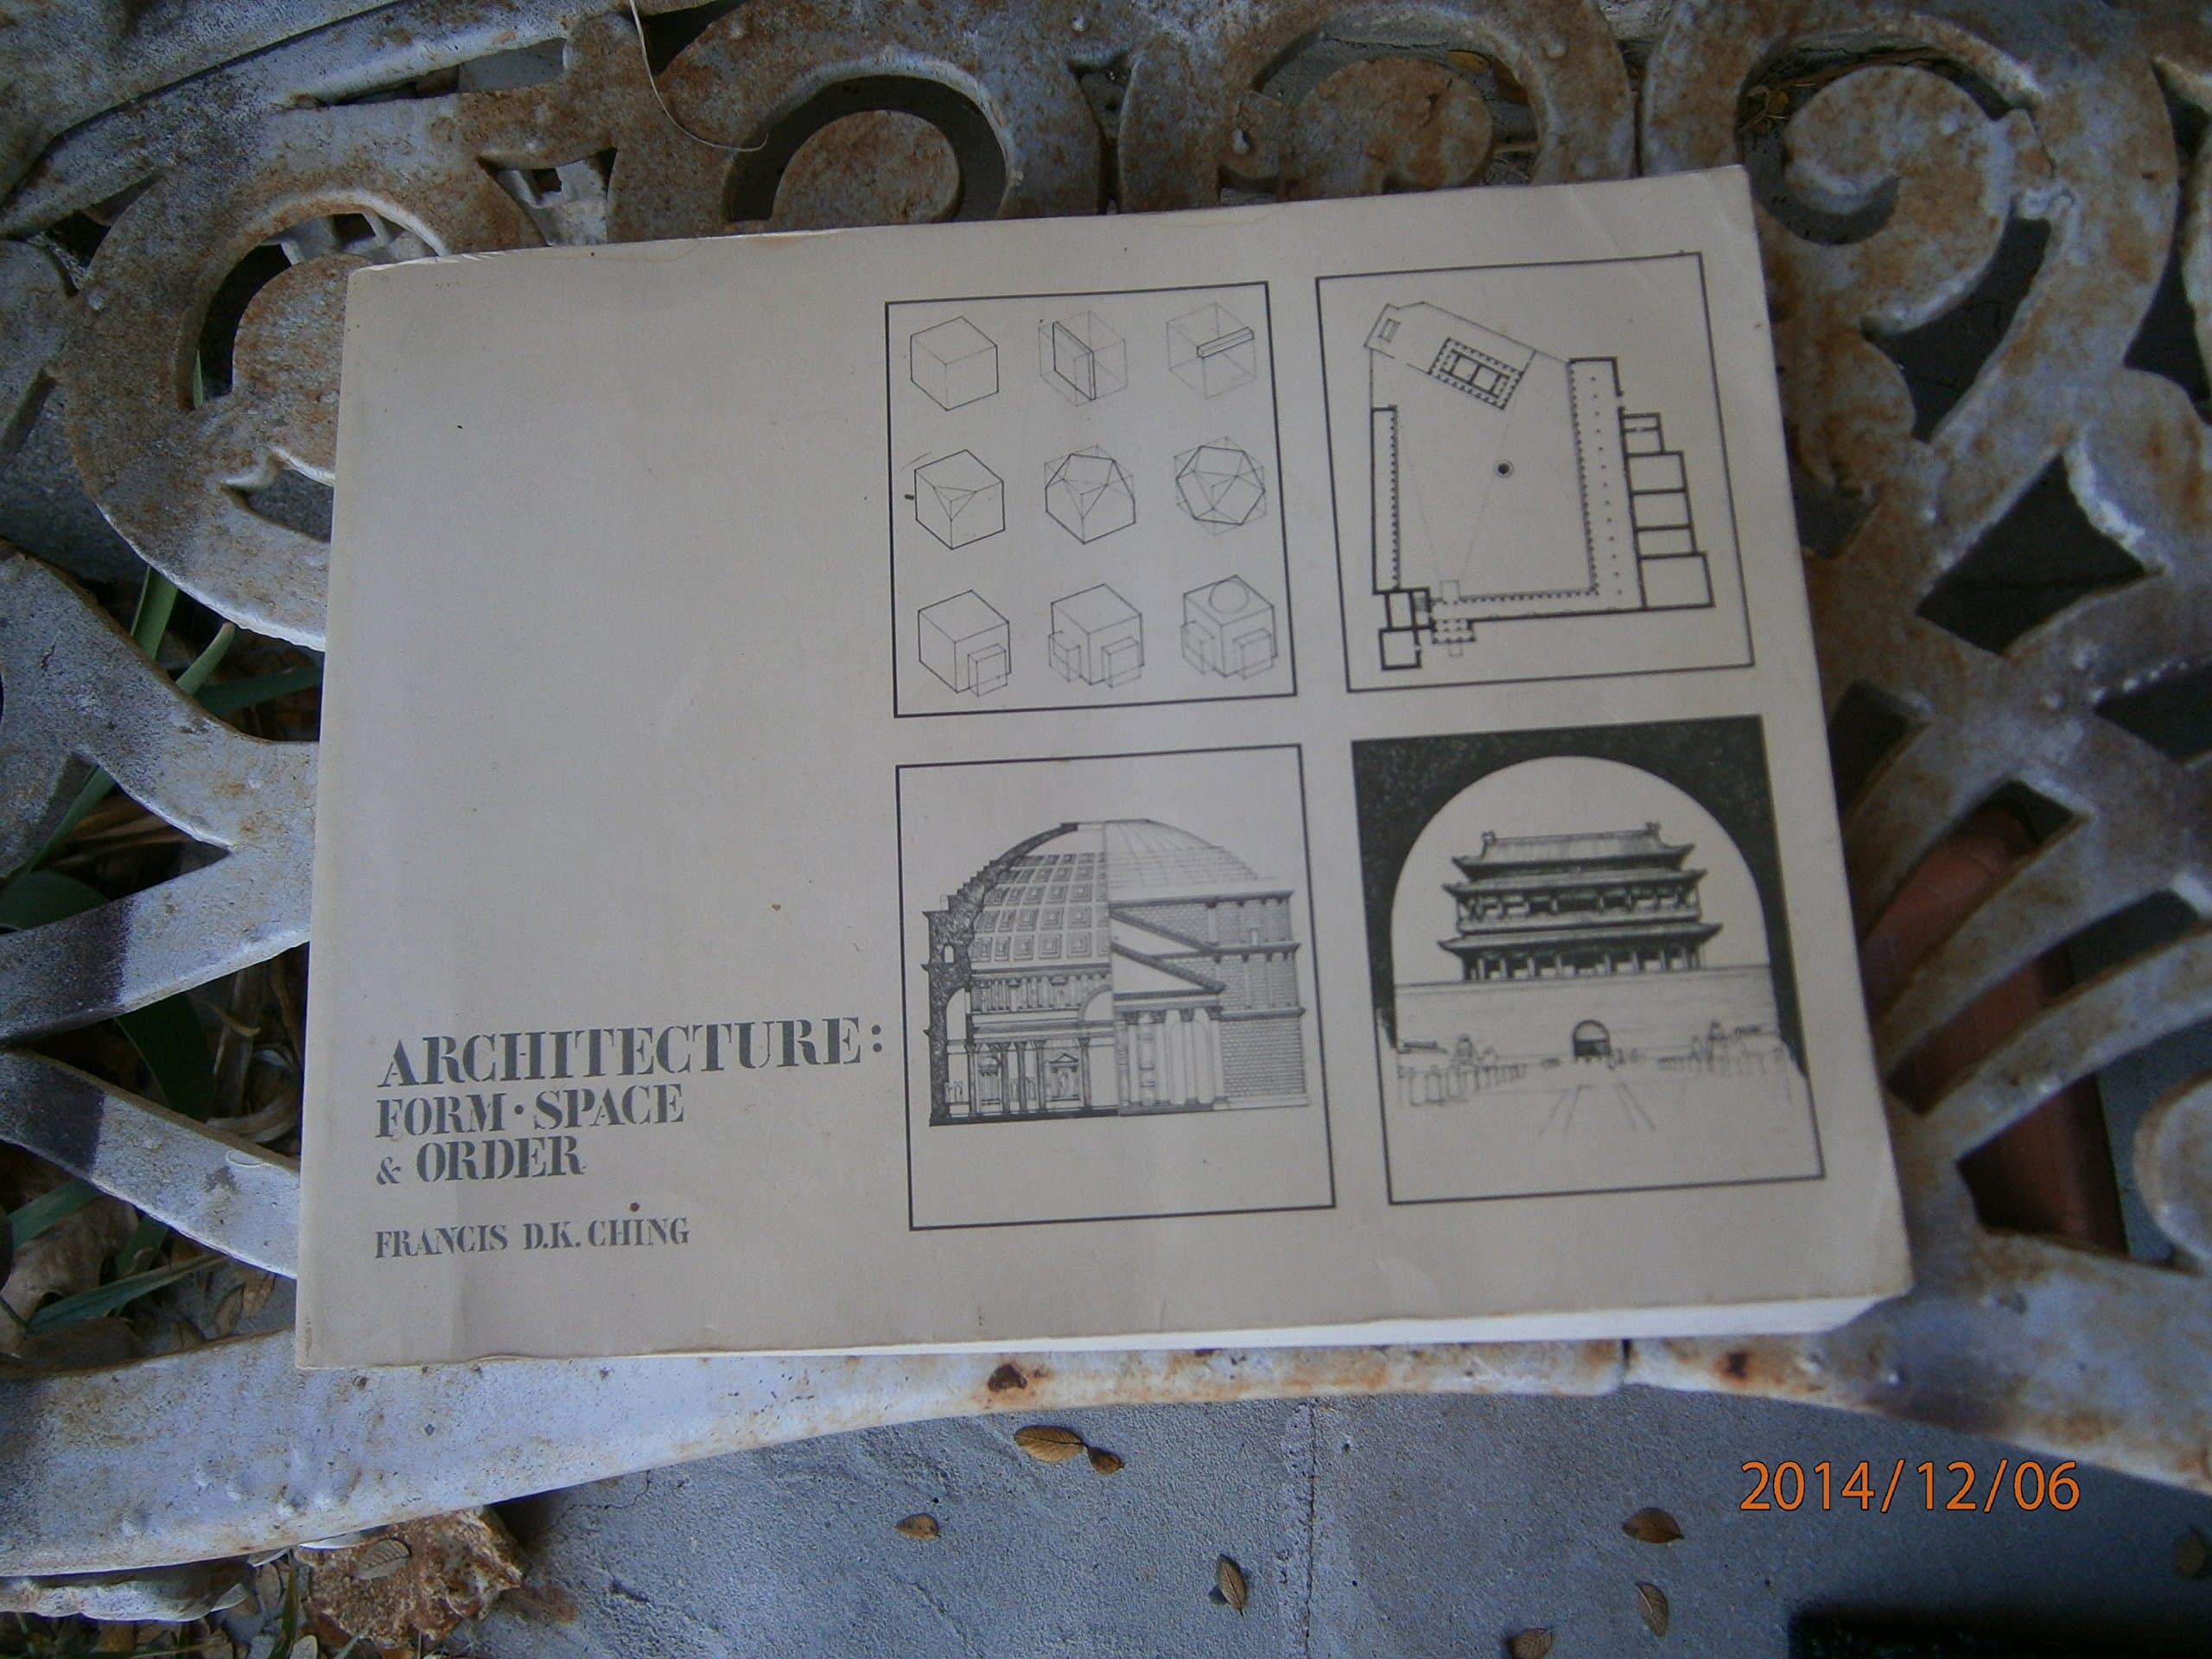 ARCHITECTURE:
FORM · SPACE
& ORDER
FRANCIS D.K. CHING
2014/12/06